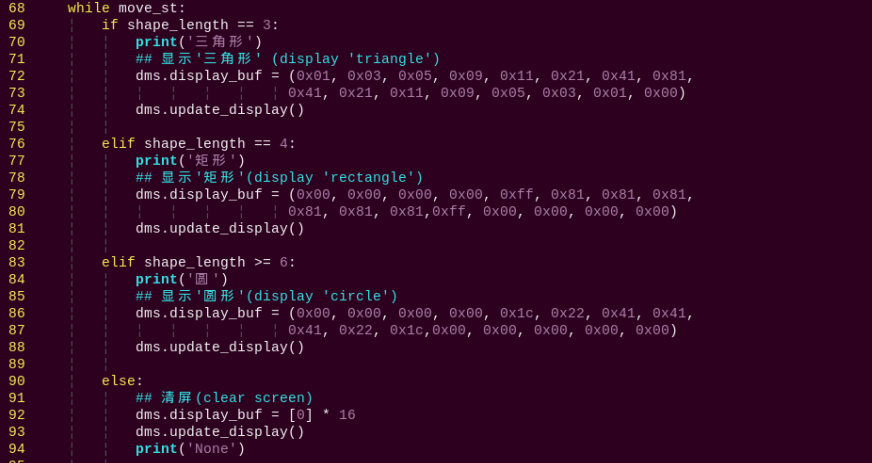 68 while move_st:
69 if shape_length == 3:
70 print('三角形')
71 ## 显示'三角形' (display 'triangle')
72 dms.display_buf = (0x01, 0x03, 0x05, 0x09, 0x11, 0x21, 0x41, 0x81,
73 0x41, 0x21, 0x11, 0x09, 0x05, 0x03, 0x01, 0x00)
74 dms.update_display()
75
76 elif shape_length == 4:
77 print('矩形')
78 ## 显示'矩形'(display 'rectangle')
79 dms.display_buf = (0x00, 0x00, 0x00, 0x00, 0xff, 0x81, 0x81, 0x81,
80 0x81, 0x81, 0x81,0xff, 0x00, 0x00, 0x00, 0x00)
81 dms.update_display()
82
83 elif shape_length >= 6:
84 print('圆')
85 ## 显示'圆形'(display 'circle')
86 dms.display_buf = (0x00, 0x00, 0x00, 0x00, 0x1c, 0x22, 0x41, 0x41,
87 0x41, 0x22, 0x1c,0x00, 0x00, 0x00, 0x00, 0x00)
88 dms.update_display()
89
90 else:
91 ## 清屏(clear screen)
92 dms.display_buf = [0] * 16
93 dms.update_display()
94 print('None')